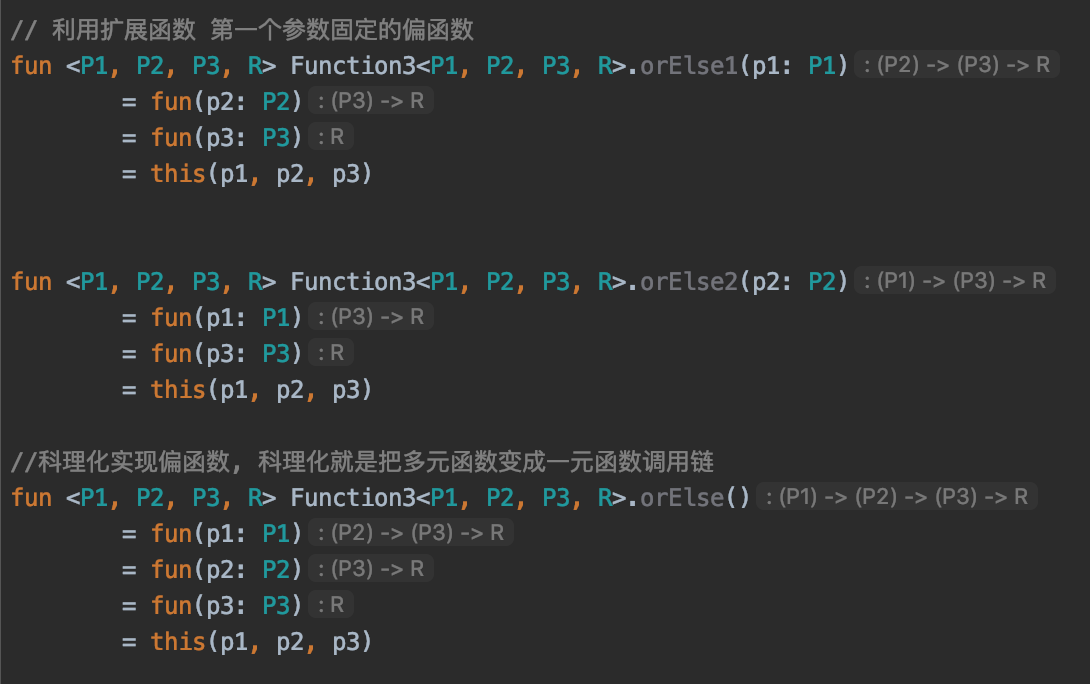 // 利用扩展函数 第一个参数固定的偏函数
fun <P1, P2, P3, R> Function3<P1, P2, P3, R>.orElse1(p1: P1) : (P2) -> (P3) -> R
= fun(p2: P2) : (P3) -> R
= fun(p3: P3) : R
= this(p1, p2, p3)
fun <P1, P2, P3, R> Function3<P1, P2, P3, R>.orElse2(p2: P2) : (P1) -> (P3) -> R
= fun(p1: P1) : (P3) -> R
= fun(p3: P3) : R
= this(p1, p2, p3)
//科理化实现偏函数, 科理化就是把多元函数变成一元函数调用链
fun <P1, P2, P3, R> Function3<P1, P2, P3, R>.orElse() : (P1) -> (P2) -> (P3) -> R
= fun(p1: P1) : (P2) -> (P3) -> R
= fun(p2: P2) : (P3) -> R
= fun(p3: P3) : R
= this(p1, p2, p3)